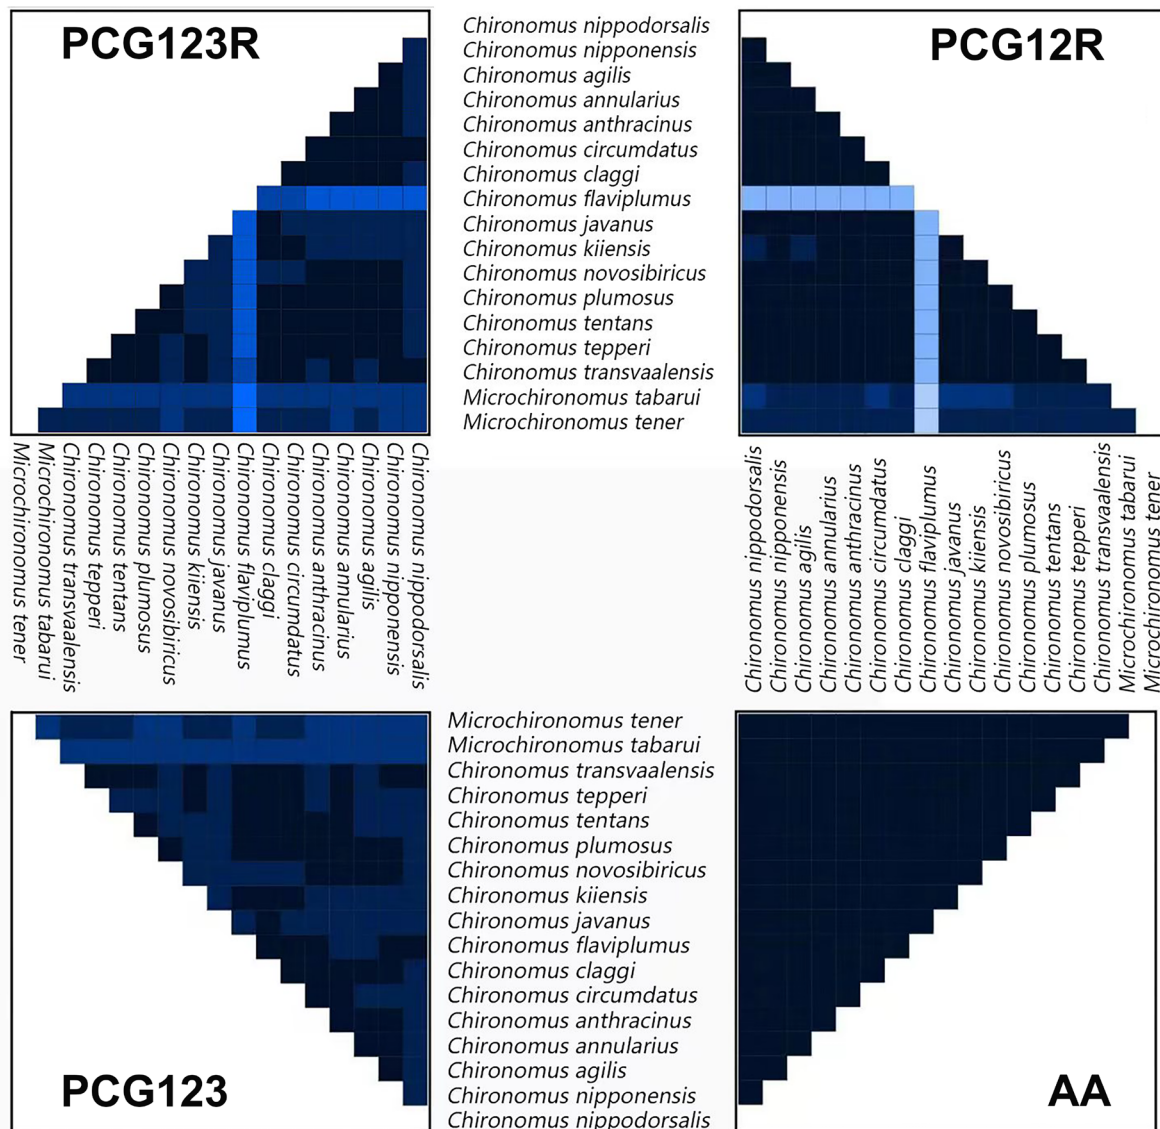 PCG123R
PCG12R
Chironomus nippodorsalis
Chironomus nipponensis
Chironomus agilis
Chironomus annularius
Chironomus anthracinus
Chironomus circumdatus
Chironomus claggi
Chironomus flaviplumus
Chironomus javanus
Chironomus kiiensis
Chironomus novosibiricus
Chironomus plumosus
Chironomus tentans
Chironomus tepperi
Chironomus transvaalensis
Microchironomus tabarui
Microchironomus tener
Microchironomus tener
Microchironomus tabarui
Chironomus transvaalensis
Chironomus tepperi
Chironomus tentans
Chironomus plumosus
Chironomus novosibiricus
Chironomus kiiensis
Chironomus javanus
Chironomus flaviplumus
Chironomus claggi
Chironomus circumdatus
Chironomus anthracinus
Chironomus annularius
Chironomus agilis
Chironomus nipponensis
Chironomus nippodorsalis
Chironomus nippodorsalis
Chironomus nipponensis
Chironomus agilis
Chironomus annularius
Chironomus anthracinus
Chironomus circumdatus
Chironomus claggi
Chironomus flaviplumus
Chironomus javanus
Chironomus kiiensis
Chironomus novosibiricus
Chironomus plumosus
Chironomus tentans
Chironomus tepperi
Chironomus transvaalensis
Microchironomus tabarui
Microchironomus tener
Microchironomus tener
Microchironomus tabarui
Chironomus transvaalensis
Chironomus tepperi
Chironomus tentans
Chironomus plumosus
Chironomus novosibiricus
Chironomus kiiensis
Chironomus javanus
Chironomus flaviplumus
Chironomus claggi
Chironomus circumdatus
Chironomus anthracinus
Chironomus annularius
Chironomus agilis
Chironomus nipponensis
Chironomus nippodorsalis
PCG123
AA